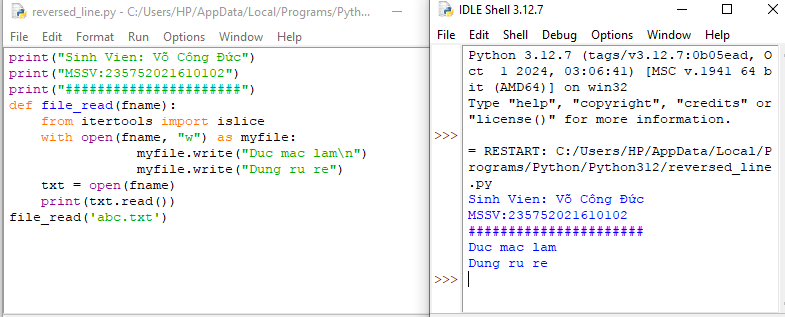 reversed_line.py - C:/Users/HP/AppData/Local/Programs/Pyth...
File Edit Format Run Options Window Help
print("Sinh Vien: Võ Công Đức")
print("MSSV:235752021610102")
print("######################")
def file_read(fname):
    from itertools import islice
    with open(fname, "w") as myfile:
                myfile.write("Duc mac lam\n")
                myfile.write("Dung ru re")
    txt = open(fname)
    print(txt.read())
file_read('abc.txt')
IDLE Shell 3.12.7
File Edit Shell Debug Options Window Help
Python 3.12.7 (tags/v3.12.7:0b05ead, O
ct  1 2024, 03:06:41) [MSC v.1941 64 b
it (AMD64)] on win32
Type "help", "copyright", "credits" or
"license()" for more information.
>>>
= RESTART: C:/Users/HP/AppData/Local/P
rograms/Python/Python312/reversed_line
.py
Sinh Vien: Võ Công Đức
MSSV:235752021610102
######################
Duc mac lam
Dung ru re
>>>